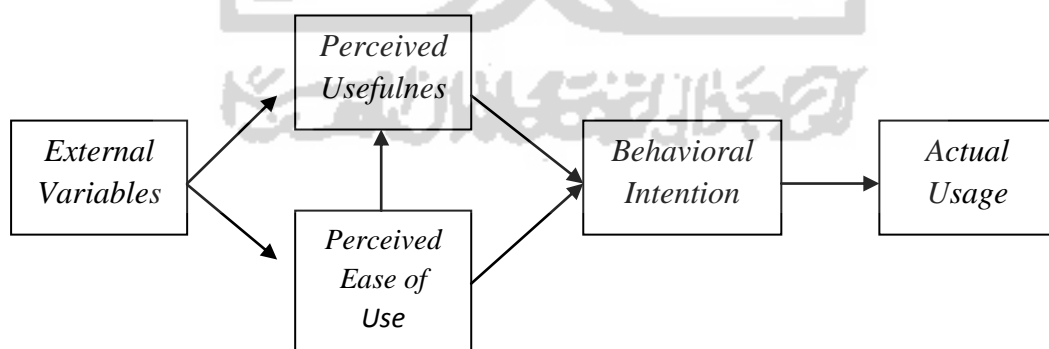 Perceived
Usefulnes
External
Variables
Perceived
Ease of
Use
Behavioral
Intention
Actual
Usage